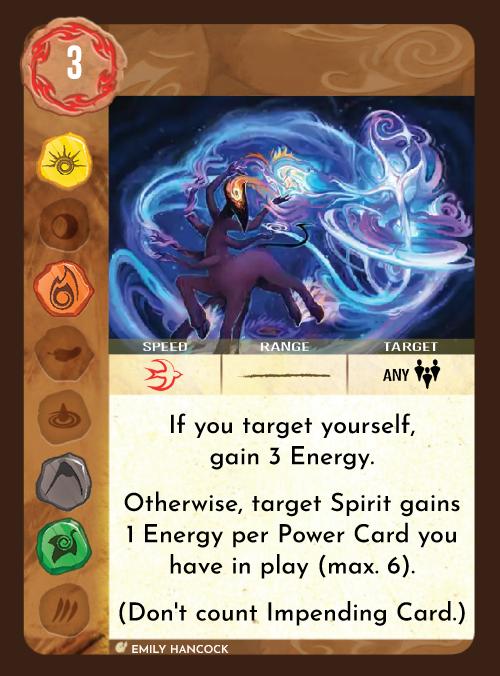 3
SPEED RANGE TARGET
ANY
If you target yourself,
gain 3 Energy.
Otherwise, target Spirit gains
1 Energy per Power Card you
have in play (max. 6).
(Don't count Impending Card.)
EMILY HANCOCK